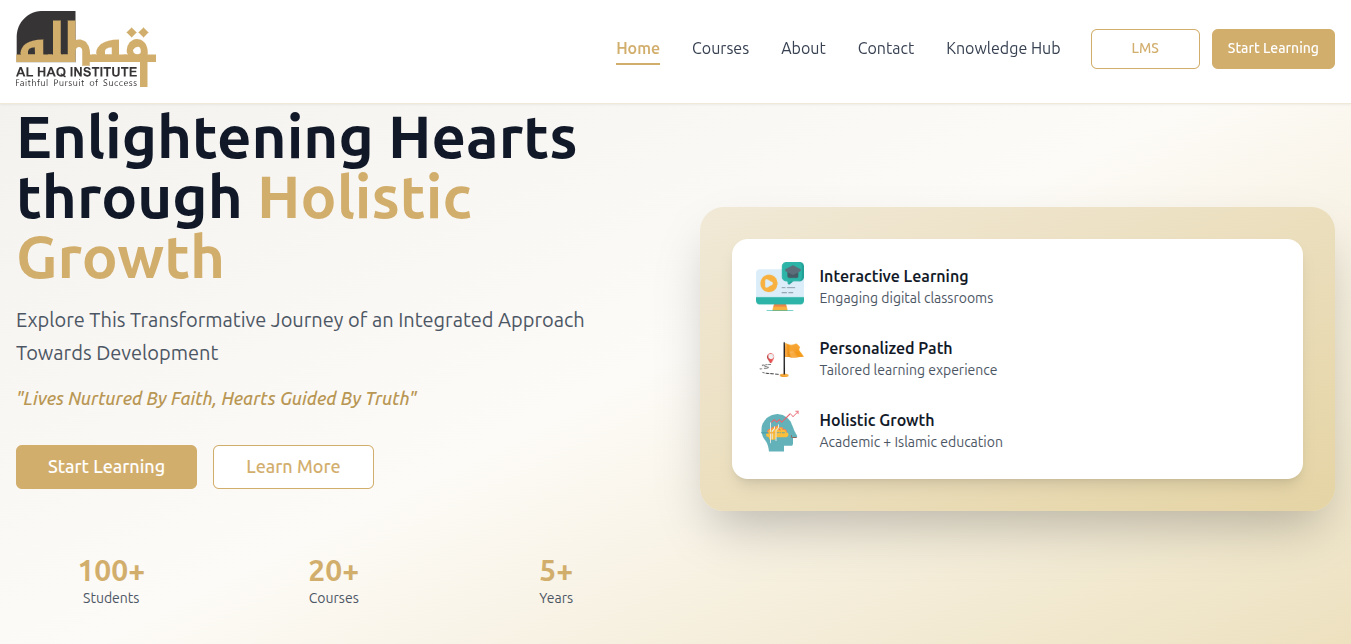 alhaq
AL HAQ INSTITUTE
Faithful Pursuit of Success
Home Courses About Contact Knowledge Hub LMS Start Learning
Enlightening Hearts
through Holistic
Growth
Explore This Transformative Journey of an Integrated Approach
Towards Development
"Lives Nurtured By Faith, Hearts Guided By Truth"
Start Learning Learn More
100+ 20+ 5+
Students Courses Years
Interactive Learning
Engaging digital classrooms
Personalized Path
Tailored learning experience
Holistic Growth
Academic + Islamic education